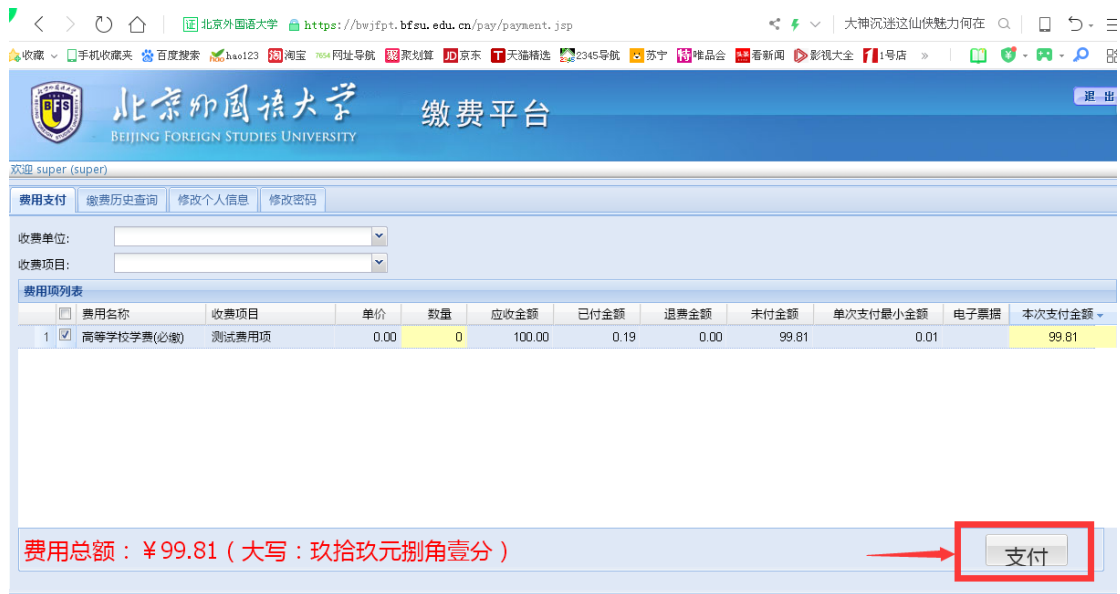 证 北京外国语大学 https://bwjfpt.bfsu.edu.cn/pay/payment.jsp 大神沉迷这山侠魅力何在
收藏 手机收藏夹 百度搜索 hao123 淘宝 网址导航 聚划算 JD京东 天猫精选 2345导航 苏宁 唯品会 看新闻 影视大全 1号店 »
北京外国语大学 缴费平台 退 出
BEIJING FOREIGN STUDIES UNIVERSITY
欢迎 super (super)
费用支付 缴费历史查询 修改个人信息 修改密码
收费单位:
收费项目:
费用项列表
费用名称 收费项目 单价 数量 应收金额 已付金额 退费金额 未付金额 单次支付最小金额 电子票据 本次支付金额
1 高等学校学费(必缴) 测试费用项 0.00 0 100.00 0.19 0.00 99.81 0.01 99.81
费用总额：￥99.81（大写：玖拾玖元捌角壹分） 支付